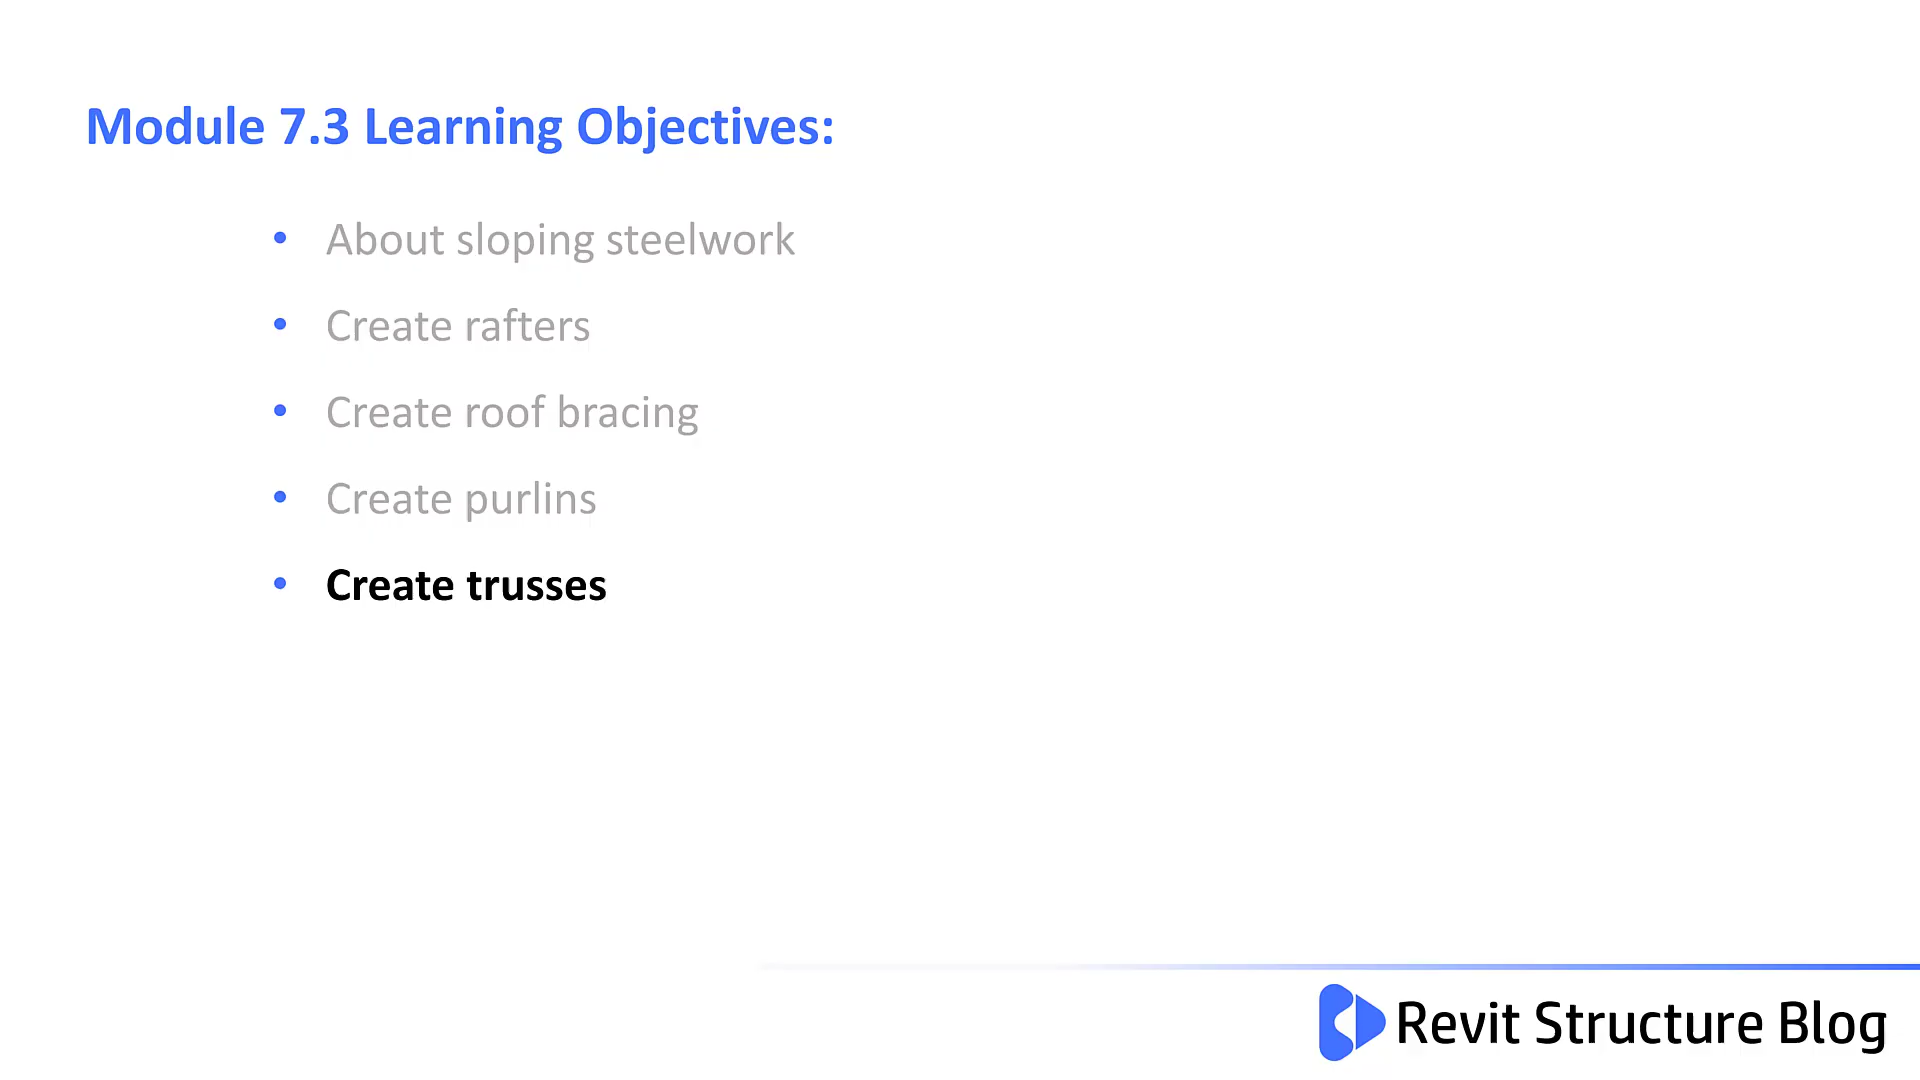 Module 7.3 Learning Objectives:
• About sloping steelwork
• Create rafters
• Create roof bracing
• Create purlins
• Create trusses
Revit Structure Blog